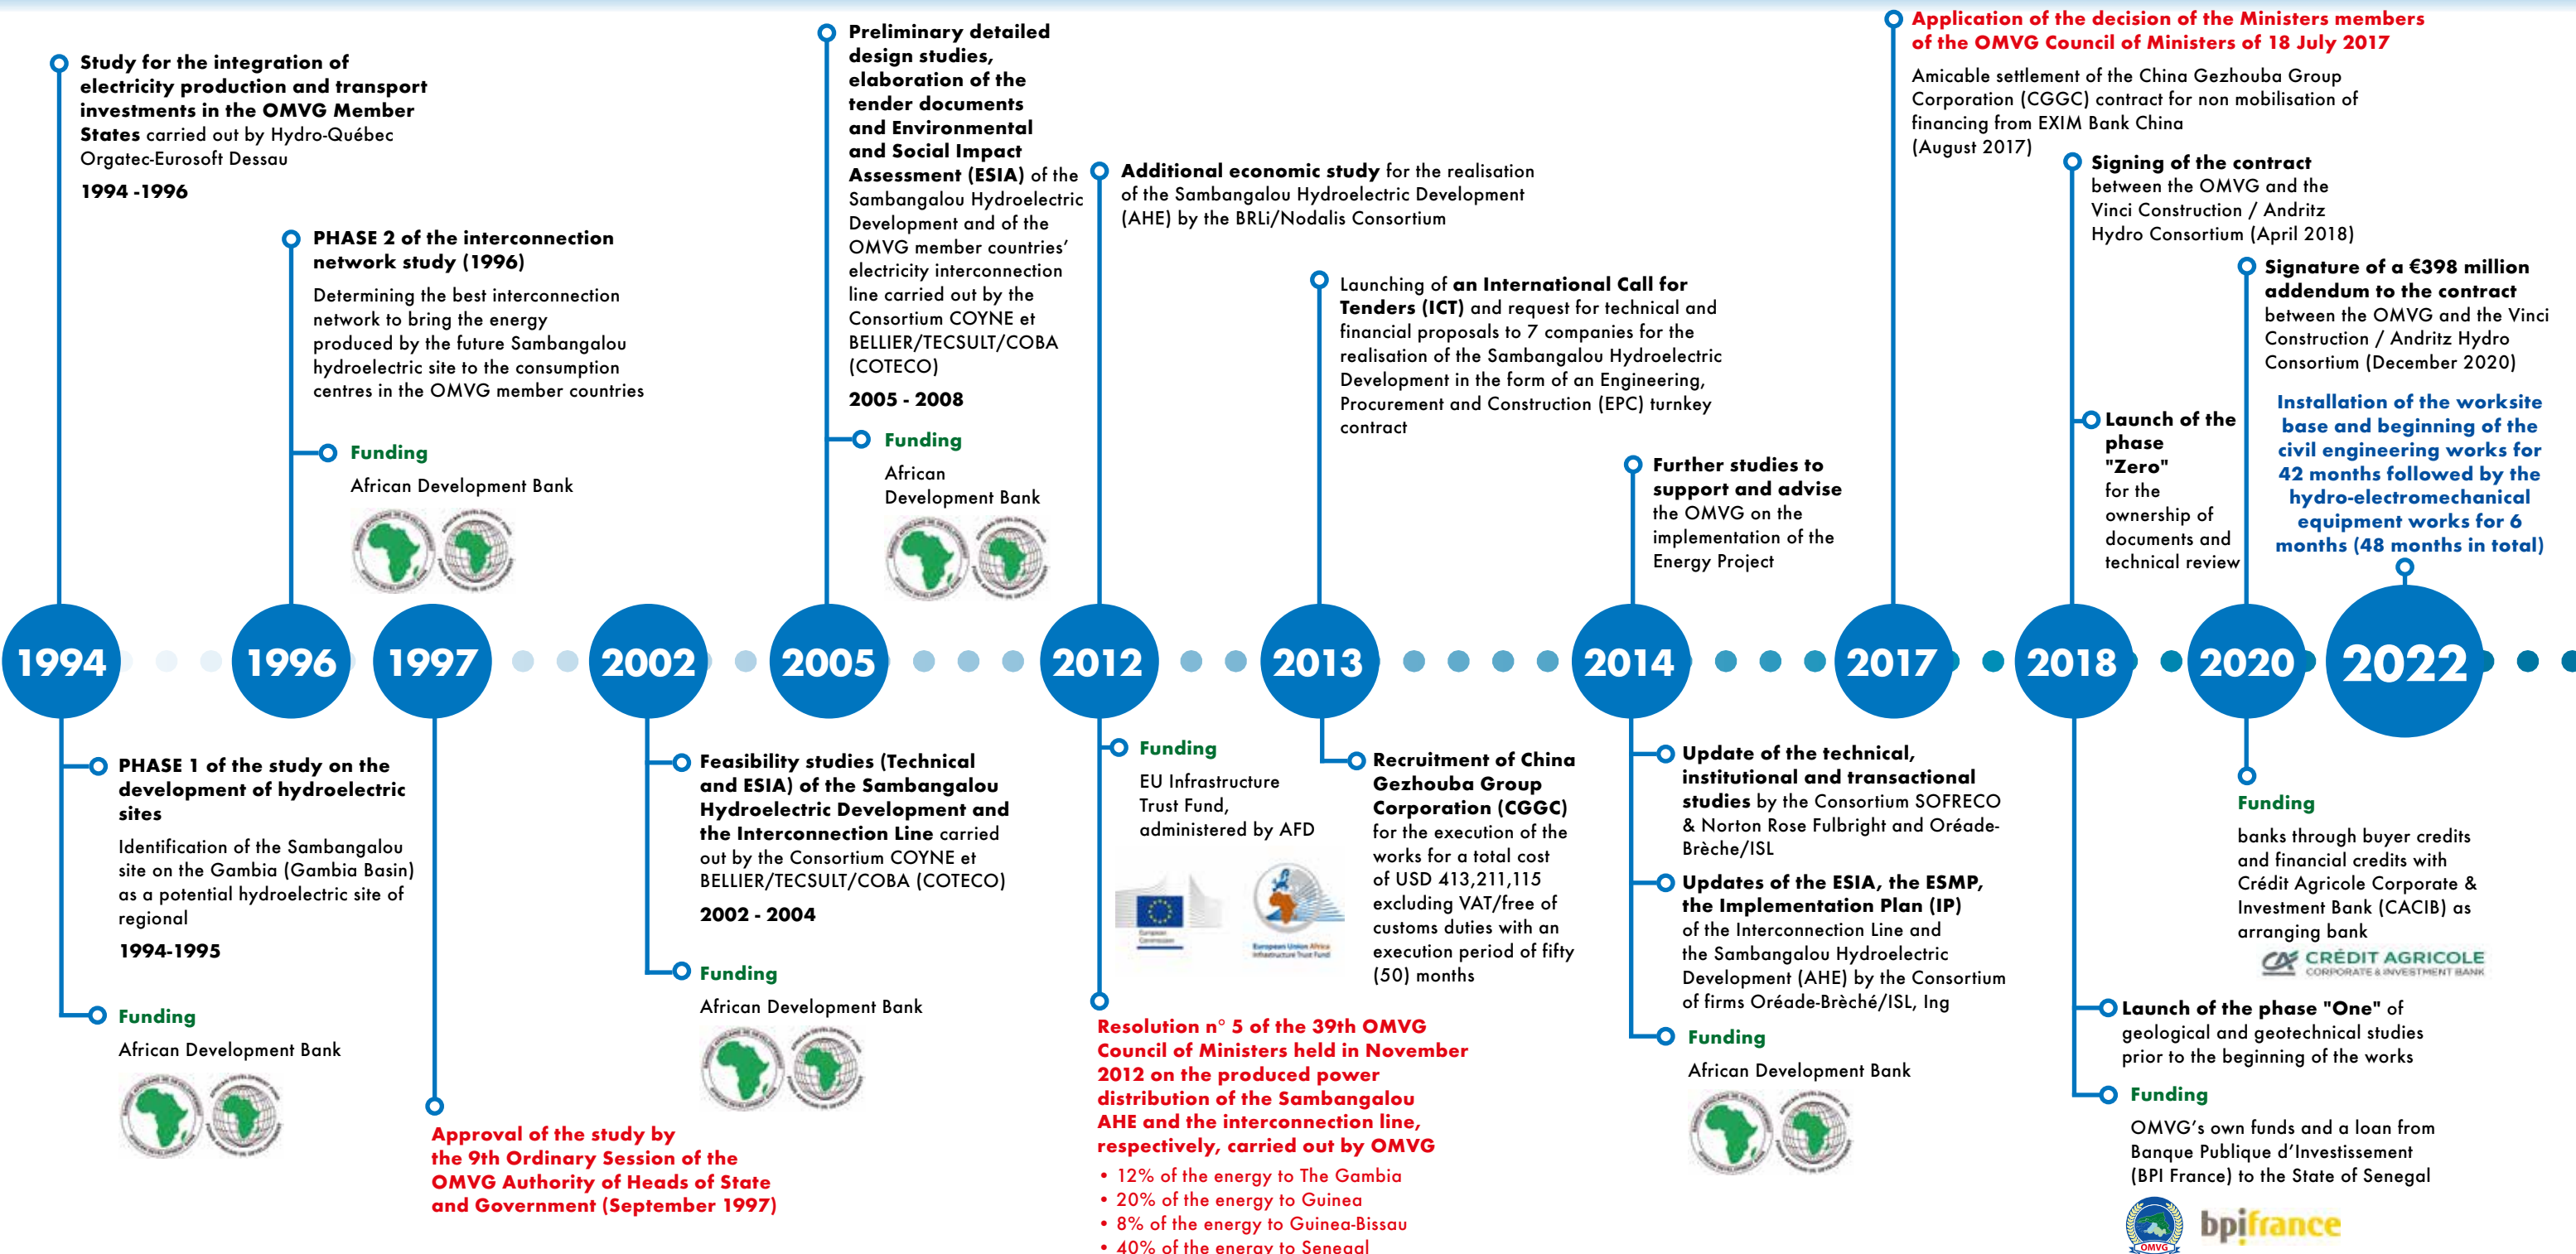 Study for the integration of
electricity production and transport
investments in the OMVG Member
States carried out by Hydro-Québec
Orgatec-Eurosoft Dessau
1994 -1996
PHASE 2 of the interconnection
network study (1996)
Determining the best interconnection
network to bring the energy
produced by the future Sambangalou
hydroelectric site to the consumption
centres in the OMVG member countries
Funding
African Development Bank
Preliminary detailed
design studies,
elaboration of the
tender documents
and Environmental
and Social Impact
Assessment (ESIA) of the
Sambangalou Hydroelectric
Development and of the
OMVG member countries’
electricity interconnection
line carried out by the
Consortium COYNE et
BELLIER/TECSULT/COBA
(COTECO)
2005 - 2008
Funding
African
Development Bank
Additional economic study for the realisation
of the Sambangalou Hydroelectric Development
(AHE) by the BRLi/Nodalis Consortium
Launching of an International Call for
Tenders (ICT) and request for technical and
financial proposals to 7 companies for the
realisation of the Sambangalou Hydroelectric
Development in the form of an Engineering,
Procurement and Construction (EPC) turnkey
contract
Further studies to
support and advise
the OMVG on the
implementation of the
Energy Project
Application of the decision of the Ministers members
of the OMVG Council of Ministers of 18 July 2017
Amicable settlement of the China Gezhouba Group
Corporation (CGGC) contract for non mobilisation of
financing from EXIM Bank China
(August 2017)
Signing of the contract
between the OMVG and the
Vinci Construction / Andritz
Hydro Consortium (April 2018)
Launch of the
phase
"Zero"
for the
ownership of
documents and
technical review
Signature of a €398 million
addendum to the contract
between the OMVG and the Vinci
Construction / Andritz Hydro
Consortium (December 2020)
Installation of the worksite
base and beginning of the
civil engineering works for
42 months followed by the
hydro-electromechanical
equipment works for 6
months (48 months in total)
1994
1996
1997
2002
2005
2012
2013
2014
2017
2018
2020
2022
PHASE 1 of the study on the
development of hydroelectric
sites
Identification of the Sambangalou
site on the Gambia (Gambia Basin)
as a potential hydroelectric site of
regional
1994-1995
Funding
African Development Bank
Approval of the study by
the 9th Ordinary Session of the
OMVG Authority of Heads of State
and Government (September 1997)
Feasibility studies (Technical
and ESIA) of the Sambangalou
Hydroelectric Development and
the Interconnection Line carried
out by the Consortium COYNE et
BELLIER/TECSULT/COBA (COTECO)
2002 - 2004
Funding
African Development Bank
Funding
EU Infrastructure
Trust Fund,
administered by AFD
European
Commission
European Union Africa
Infrastructure Trust Fund
Resolution n° 5 of the 39th OMVG
Council of Ministers held in November
2012 on the produced power
distribution of the Sambangalou
AHE and the interconnection line,
respectively, carried out by OMVG
• 12% of the energy to The Gambia
• 20% of the energy to Guinea
• 8% of the energy to Guinea-Bissau
• 40% of the energy to Senegal
Recruitment of China
Gezhouba Group
Corporation (CGGC)
for the execution of the
works for a total cost
of USD 413,211,115
excluding VAT/free of
customs duties with an
execution period of fifty
(50) months
Update of the technical,
institutional and transactional
studies by the Consortium SOFRECO
& Norton Rose Fulbright and Oréade-
Brèche/ISL
Updates of the ESIA, the ESMP,
the Implementation Plan (IP)
of the Interconnection Line and
the Sambangalou Hydroelectric
Development (AHE) by the Consortium
of firms Oréade-Brèché/ISL, Ing
Funding
African Development Bank
Launch of the phase "One" of
geological and geotechnical studies
prior to the beginning of the works
Funding
OMVG’s own funds and a loan from
Banque Publique d’Investissement
(BPI France) to the State of Senegal
OMVG
bpifrance
Funding
banks through buyer credits
and financial credits with
Crédit Agricole Corporate &
Investment Bank (CACIB) as
arranging bank
CRÉDIT AGRICOLE
CORPORATE & INVESTMENT BANK